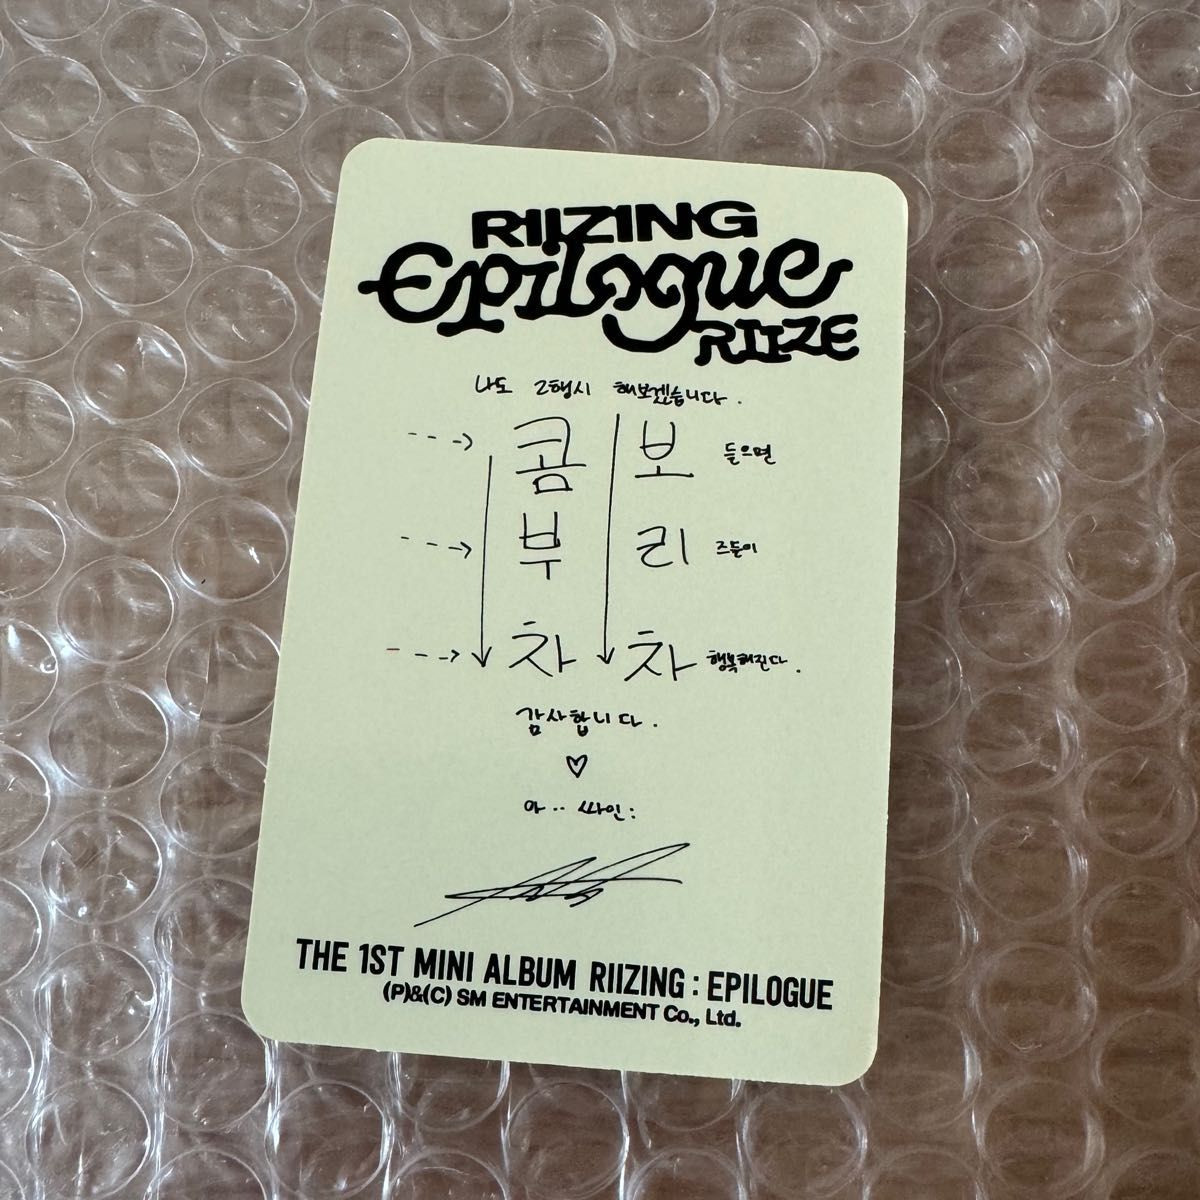 RIIZING
Epilogue
RIIZE
나도 2행시 해보겠습니다.
콤 보 들으면
부 리 즈들이
차 차 행복해진다.
감사합니다.
♡
아.. 싸인:
THE 1ST MINI ALBUM RIIZING : EPILOGUE
(P)&(C) SM ENTERTAINMENT Co., Ltd.